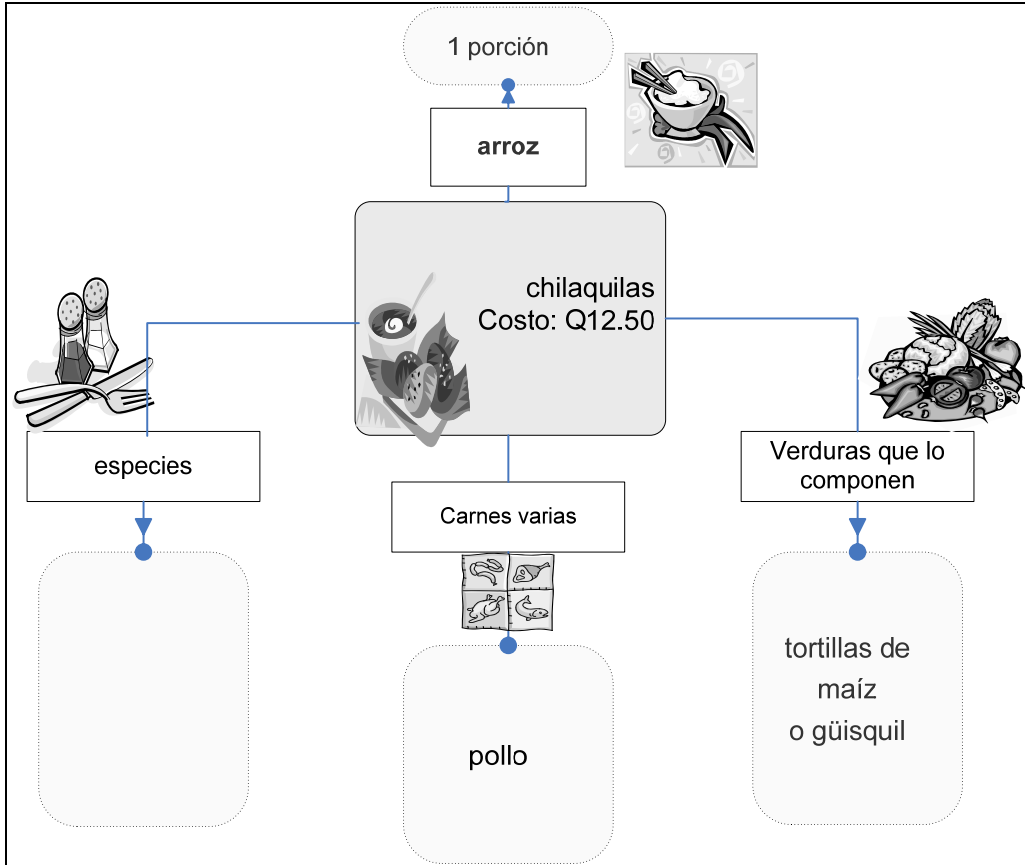 1 porción
arroz
chilaquilas
Costo: Q12.50
especies
Carnes varias
Verduras que lo
componen
pollo
tortillas de
maíz
o güisquil